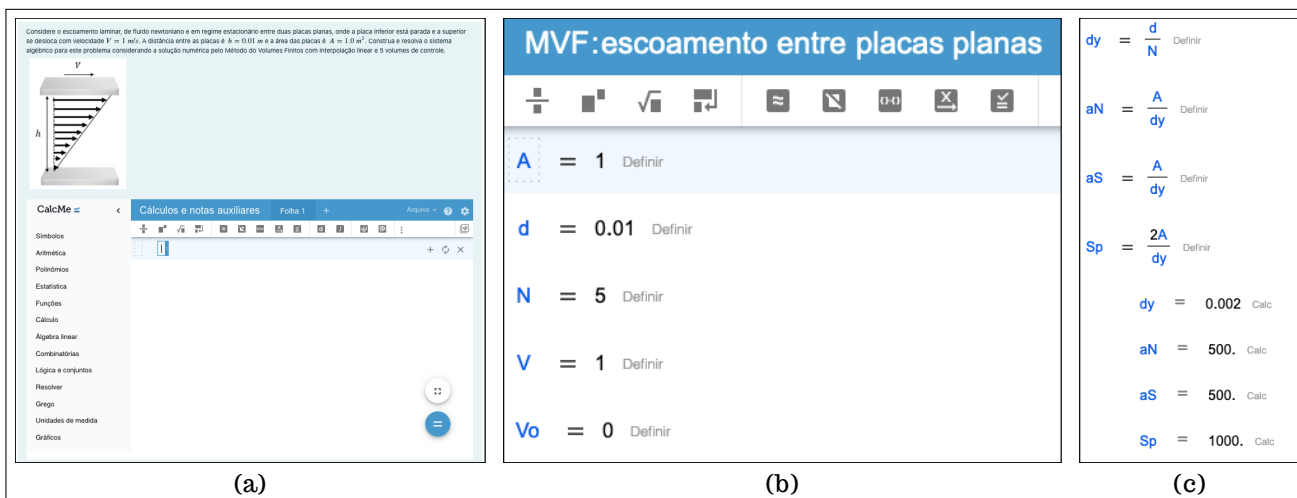 Considere o escoamento laminar, de fluido newtoniano e em regime estacionário entre duas placas planas, onde a placa inferior está parada e a superior
se desloca com velocidade V = 1 m/s. A distância entre as placas é h = 0.01 m e a área das placas é A = 1.0 m². Construa e resolva o sistema
algébrico para este problema considerando a solução numérica pelo Método do Volumes Finitos com interpolação linear e 5 volumes de controle.
V
h
CalcMe
<
Cálculos e notas auxiliares Folha 1 + Arquivo
Símbolos
Aritmética
Polinômios
Estatística
Funções
Cálculo
Álgebra linear
Combinatórias
Lógica e conjuntos
Resolver
Grego
Unidades de medida
Gráficos
=
(a)
MVF:escoamento entre placas planas
A = 1 Definir
d = 0.01 Definir
N = 5 Definir
V = 1 Definir
Vo = 0 Definir
(b)
dy = d/N Definir
aN = A/dy Definir
aS = A/dy Definir
Sp = 2A/dy Definir
dy = 0.002 Calc
aN = 500. Calc
aS = 500. Calc
Sp = 1000. Calc
(c)